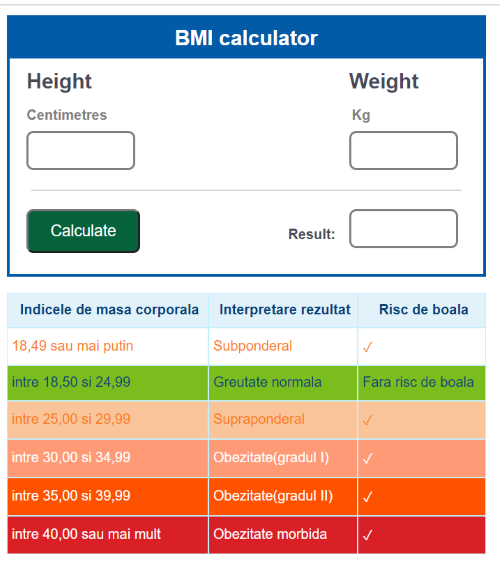 BMI calculator
Height Weight
Centimetres Kg
Calculate Result:
Indicele de masa corporala Interpretare rezultat Risc de boala
18,49 sau mai putin Subponderal ✓
intre 18,50 si 24,99 Greutate normala Fara risc de boala
intre 25,00 si 29,99 Supraponderal ✓
intre 30,00 si 34,99 Obezitate(gradul I) ✓
intre 35,00 si 39,99 Obezitate(gradul II) ✓
intre 40,00 sau mai mult Obezitate morbida ✓